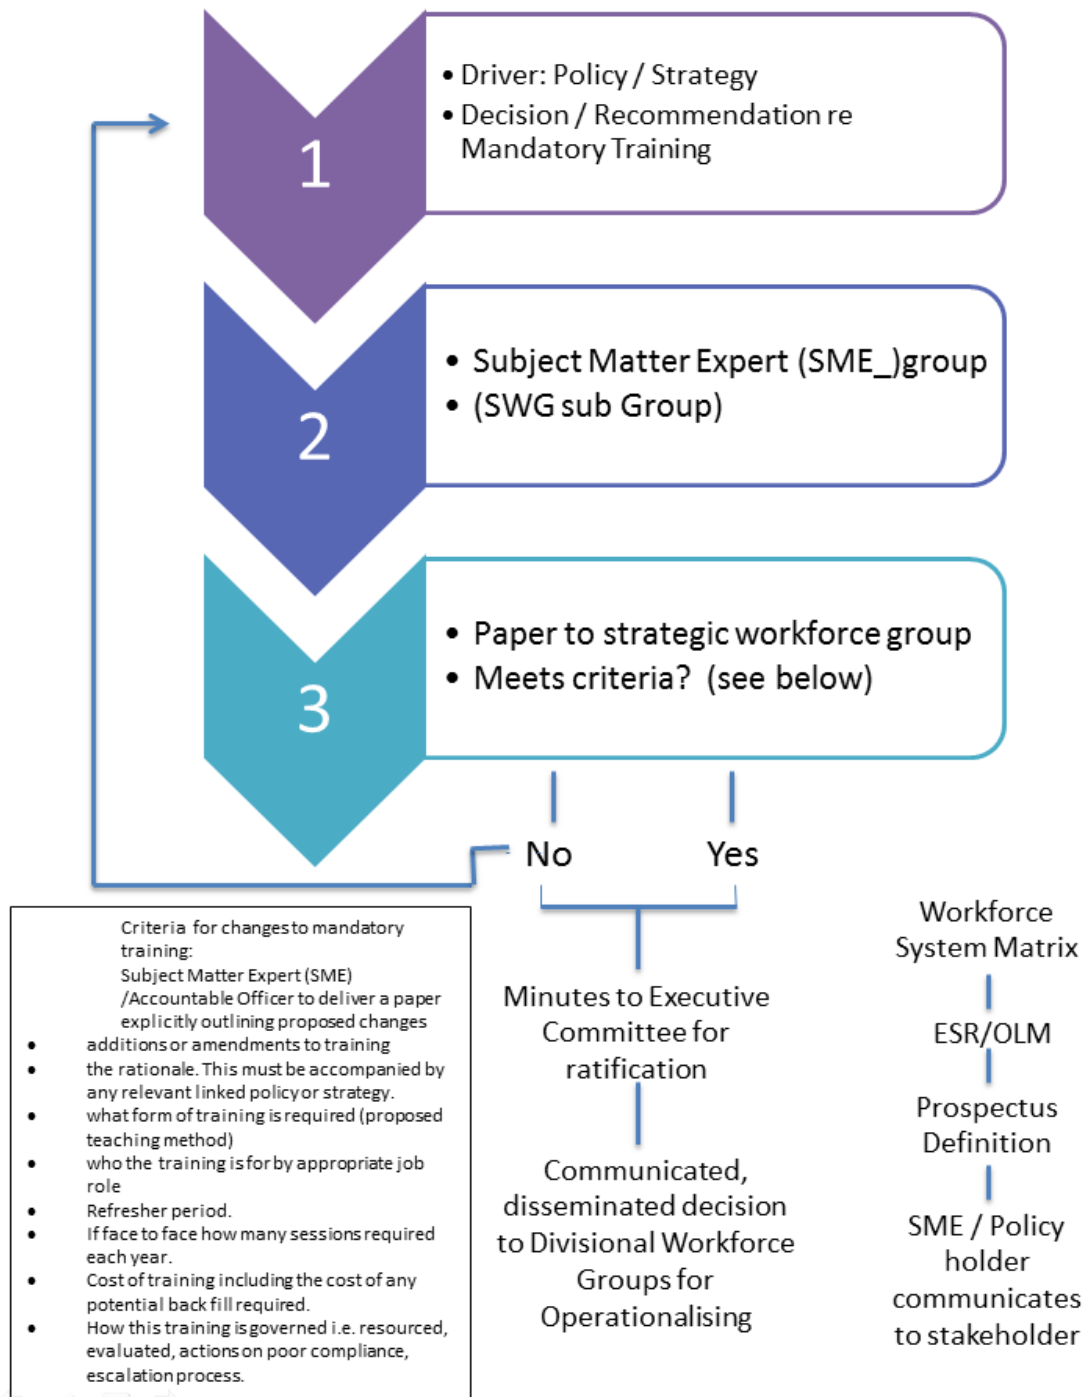 1
• Driver: Policy / Strategy
• Decision / Recommendation re
Mandatory Training
2
• Subject Matter Expert (SME_)group
• (SWG sub Group)
3
• Paper to strategic workforce group
• Meets criteria? (see below)
No
Yes
Criteria for changes to mandatory
training:
Subject Matter Expert (SME)
/Accountable Officer to deliver a paper
explicitly outlining proposed changes
• additions or amendments to training
• the rationale. This must be accompanied by
any relevant linked policy or strategy.
• what form of training is required (proposed
teaching method)
• who the training is for by appropriate job
role
• Refresher period.
• If face to face how many sessions required
each year.
• Cost of training including the cost of any
potential back fill required.
• How this training is governed i.e. resourced,
evaluated, actions on poor compliance,
escalation process.
Minutes to Executive
Committee for
ratification
Communicated,
disseminated decision
to Divisional Workforce
Groups for
Operationalising
Workforce
System Matrix
ESR/OLM
Prospectus
Definition
SME / Policy
holder
communicates
to stakeholder